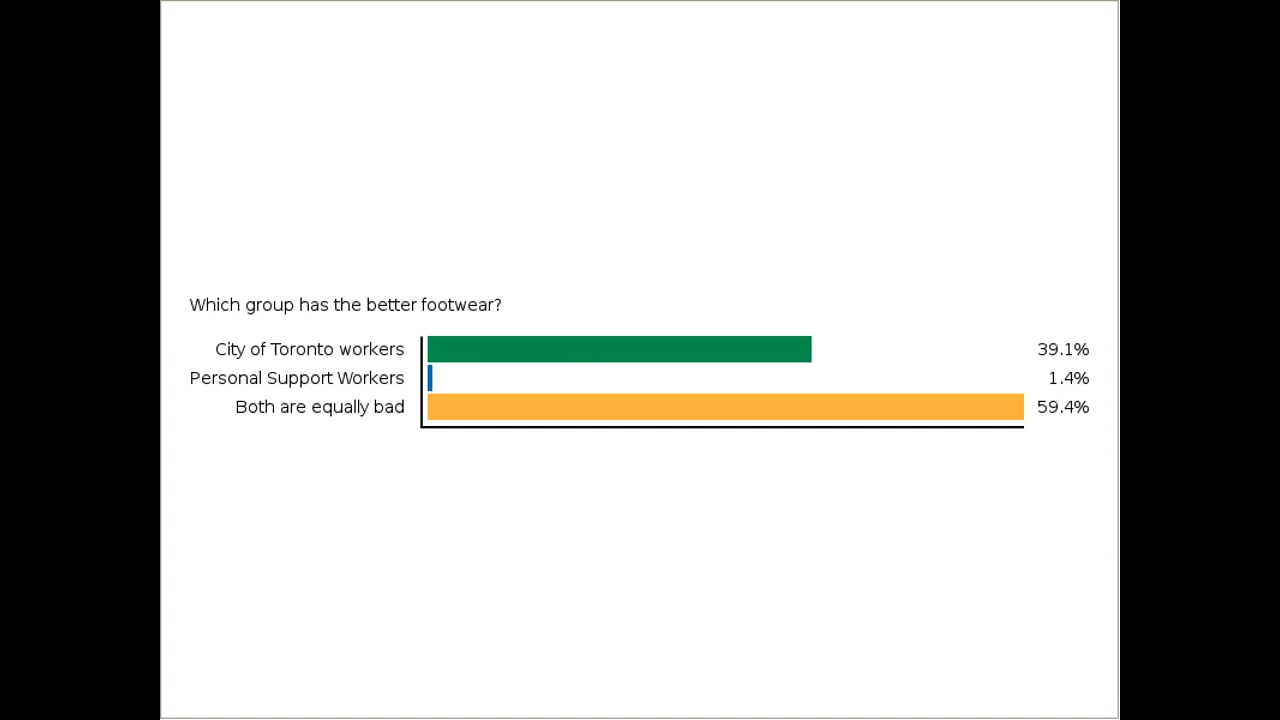 Which group has the better footwear?
City of Toronto workers 39.1%
Personal Support Workers 1.4%
Both are equally bad 59.4%